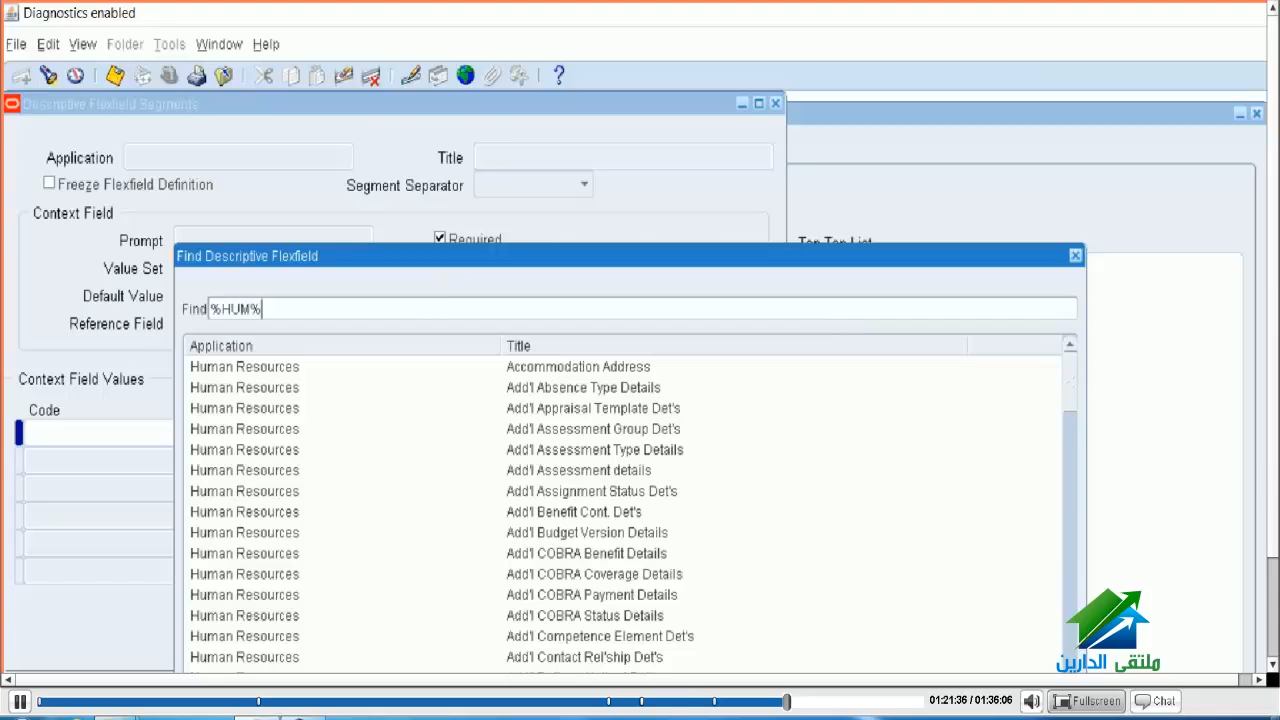 Diagnostics enabled
File Edit View Folder Tools Window Help
Descriptive Flexfield Segments
Application
Title
Freeze Flexfield Definition
Segment Separator
Context Field
Prompt
Required
Value Set
Default Value
Reference Field
Context Field Values
Code
Top Ten List
Find Descriptive Flexfield
Find %HUM%
Application Title
Human Resources Accommodation Address
Human Resources Add'l Absence Type Details
Human Resources Add'l Appraisal Template Det's
Human Resources Add'l Assessment Group Det's
Human Resources Add'l Assessment Type Details
Human Resources Add'l Assessment details
Human Resources Add'l Assignment Status Det's
Human Resources Add'l Benefit Cont. Det's
Human Resources Add'l Budget Version Details
Human Resources Add'l COBRA Benefit Details
Human Resources Add'l COBRA Coverage Details
Human Resources Add'l COBRA Payment Details
Human Resources Add'l COBRA Status Details
Human Resources Add'l Competence Element Det's
Human Resources Add'l Contact Rel'ship Det's
ملتقى الدارين
01:21:36 / 01:36:06
Fullscreen
Chat